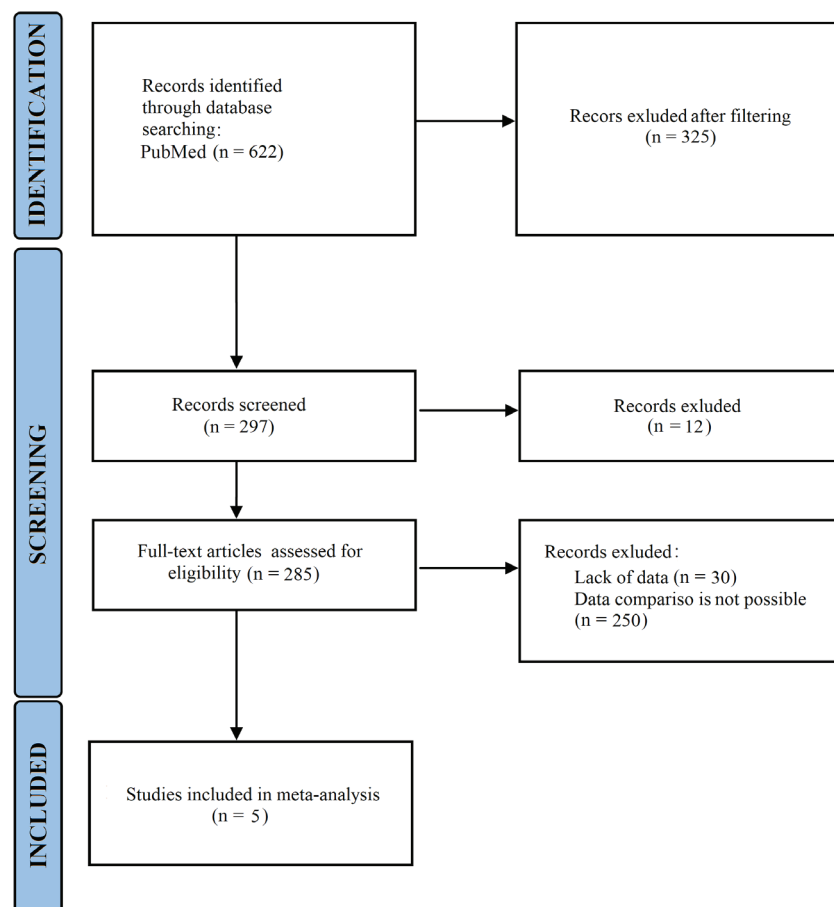 IDENTIFICATION
Records identified
through database
searching:
PubMed (n = 622)
Recors exluded after filtering
(n = 325)
SCREENING
Records screened
(n = 297)
Records exluded
(n = 12)
Full-text articles assessed for
eligibility (n = 285)
Records exluded:
Lack of data (n = 30)
Data compariso is not possible
(n = 250)
INCLUDED
Studies included in meta-analysis
(n = 5)